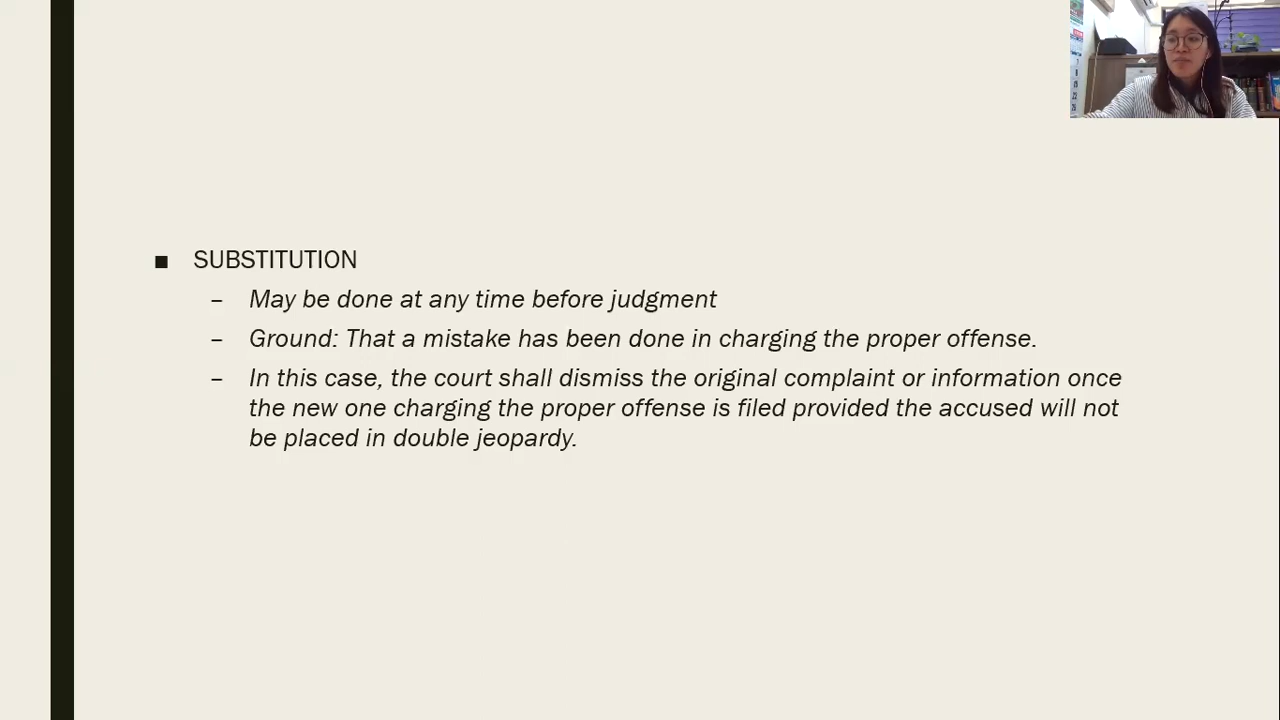 ■ SUBSTITUTION
– May be done at any time before judgment
– Ground: That a mistake has been done in charging the proper offense.
– In this case, the court shall dismiss the original complaint or information once
the new one charging the proper offense is filed provided the accused will not
be placed in double jeopardy.